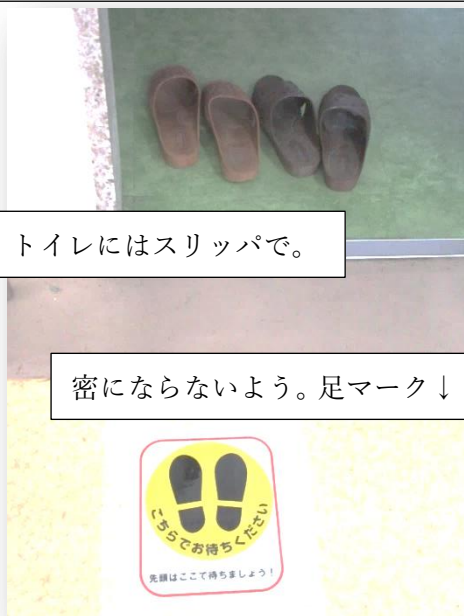 トイレにはスリッパで。
密にならないよう。足マーク↓
こちらでお待ちください
先頭はここで待ちましょう!